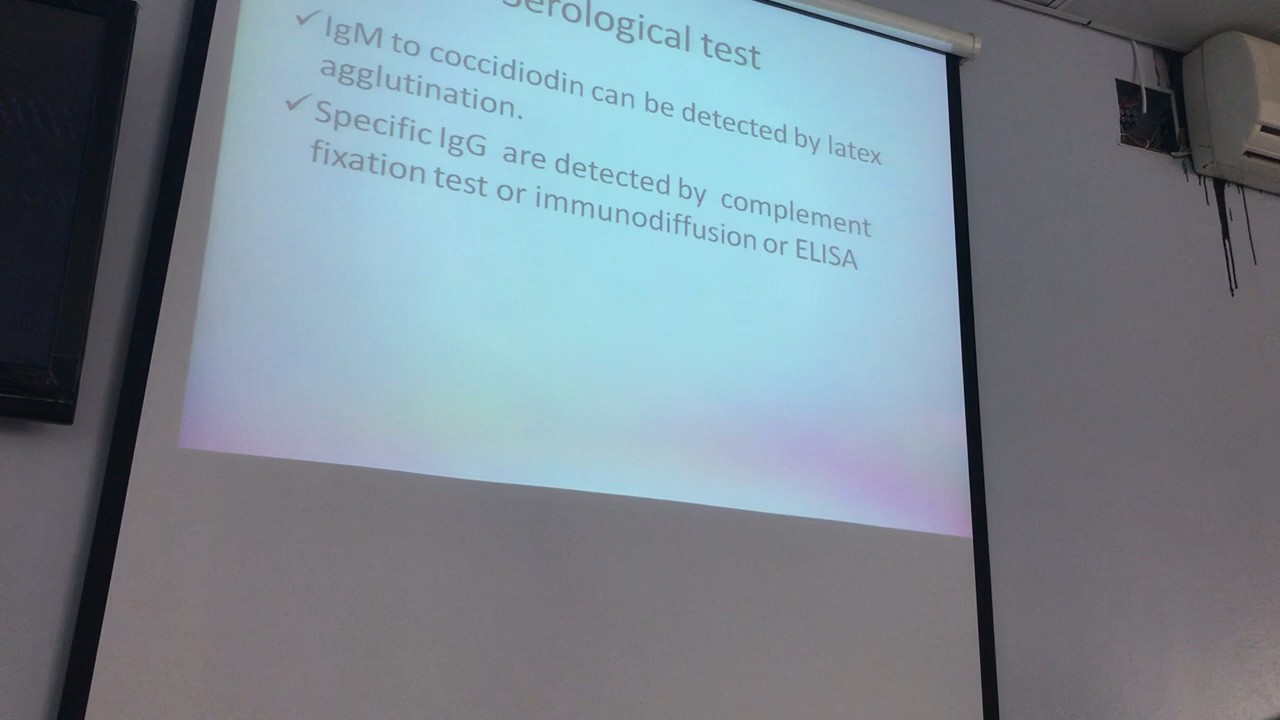 Serological test
✓ IgM to coccidiodin can be detected by latex
agglutination.
✓ Specific IgG are detected by complement
fixation test or immunodiffusion or ELISA